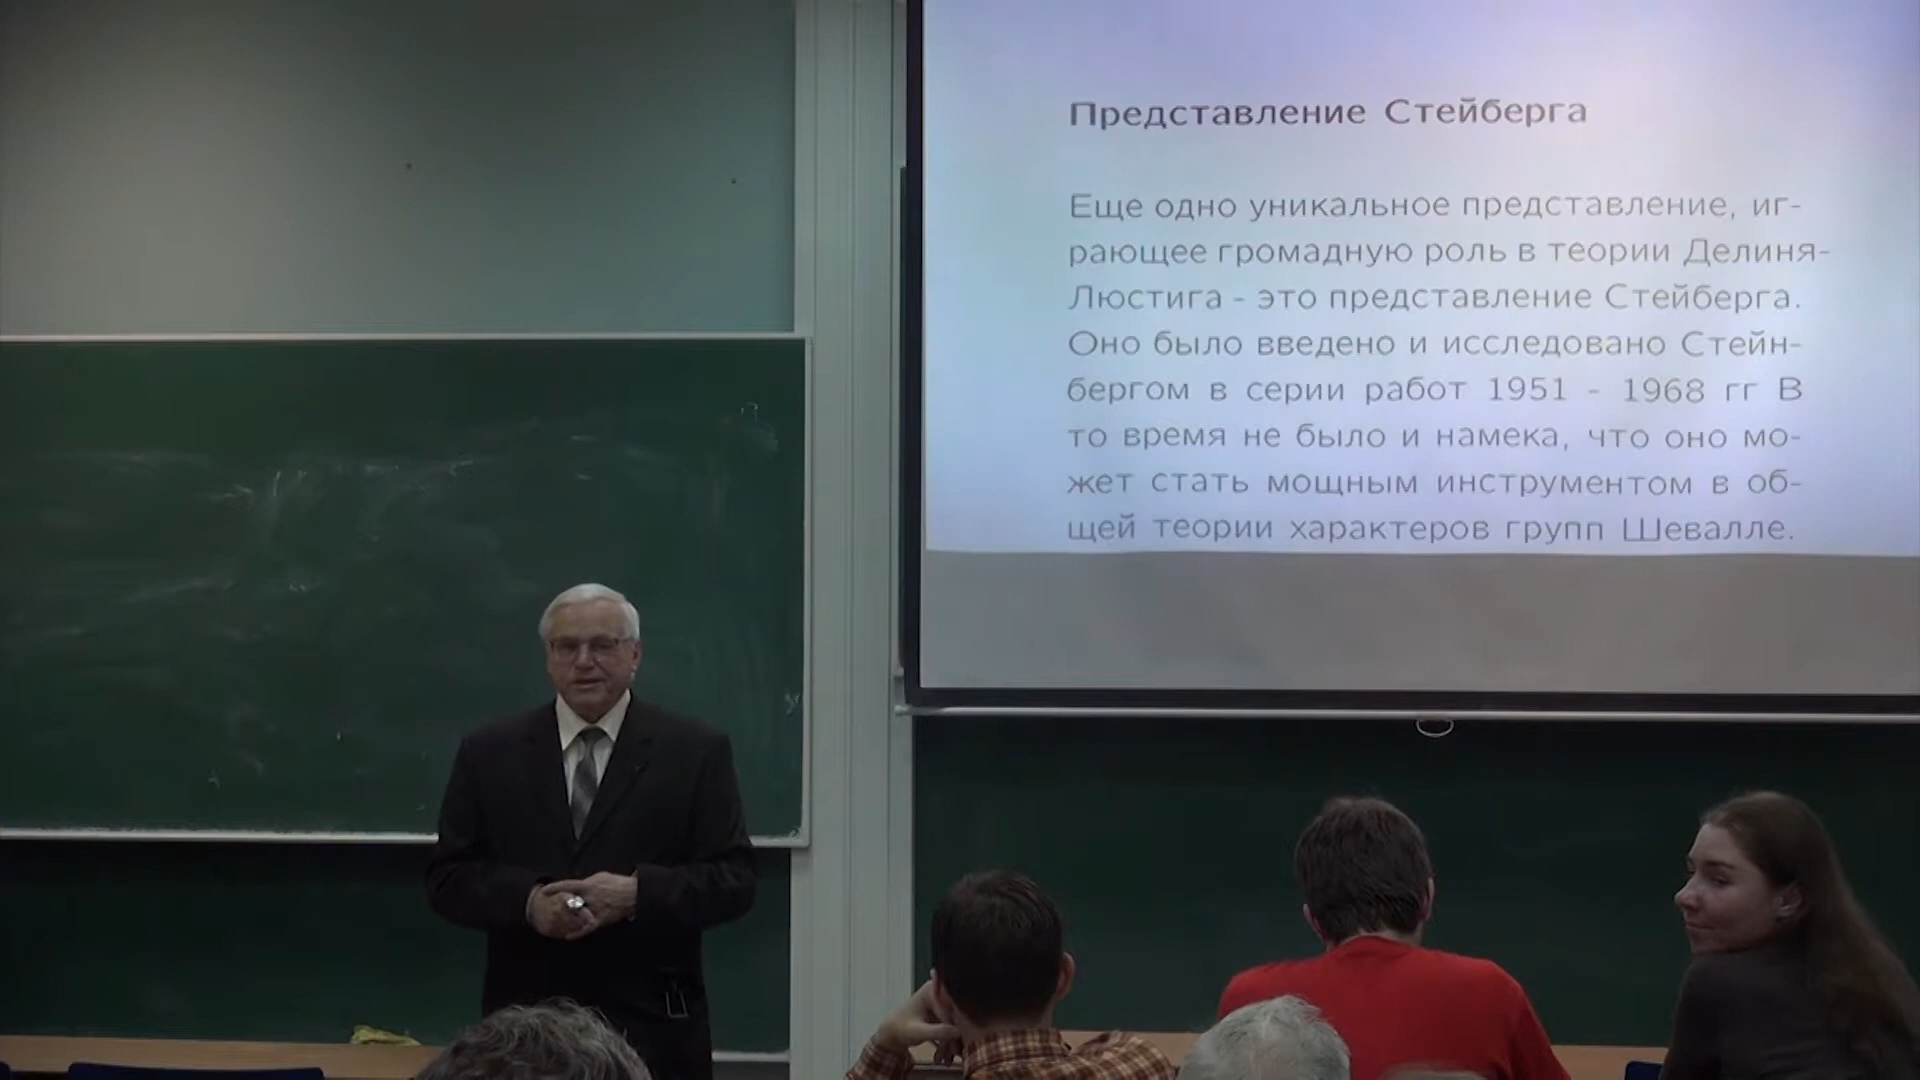 Представление Стейберга
Еще одно уникальное представление, иг-
рающее громадную роль в теории Делиня-
Люстига - это представление Стейберга.
Оно было введено и исследовано Стейн-
бергом в серии работ 1951 - 1968 гг В
то время не было и намека, что оно мо-
жет стать мощным инструментом в об-
щей теории характеров групп Шевалле.